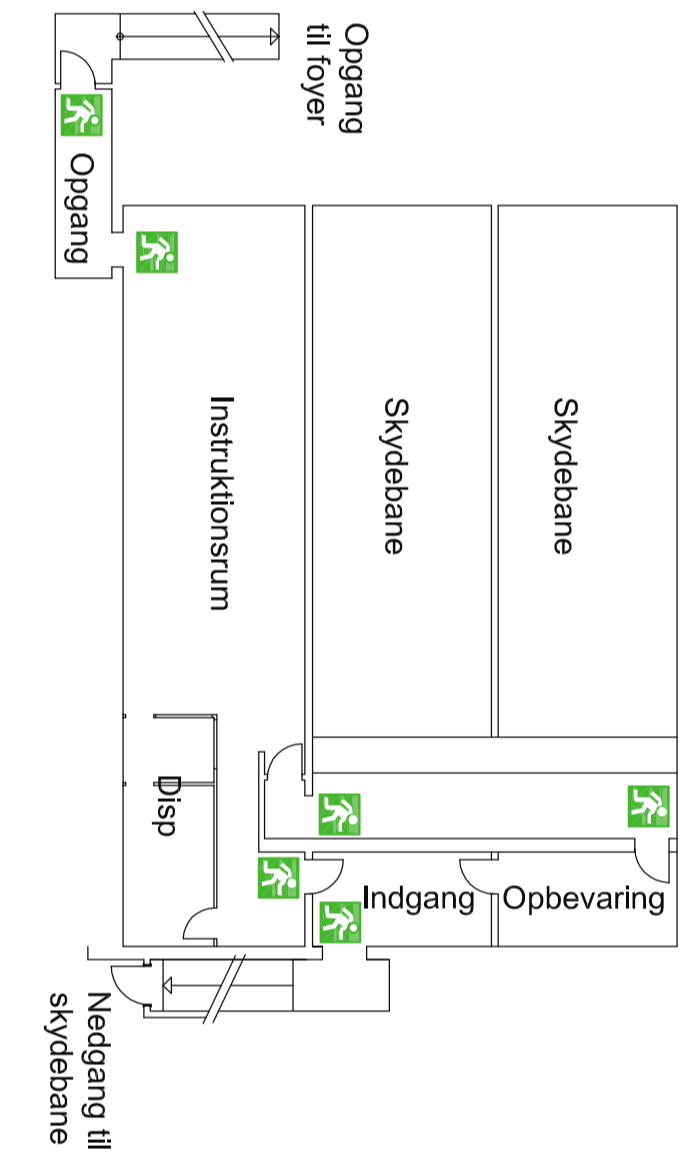 Opgang
til foyer
Opgang
Skydebane
Skydebane
Instruktionsrum
Disp
Indgang
Opbevaring
Nedgang til
skydebane